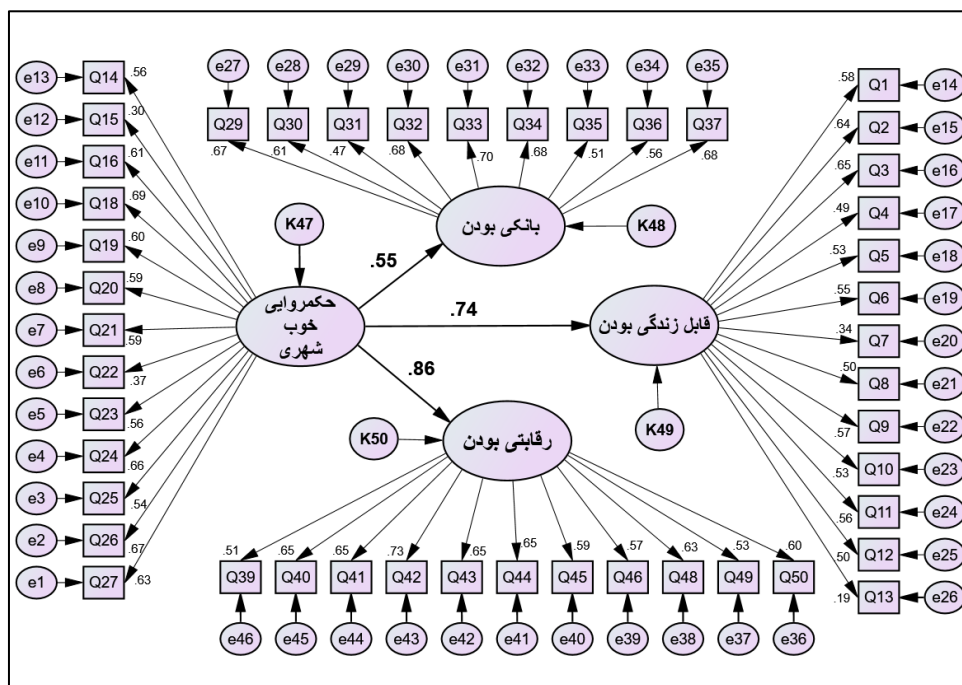 e27 e28 e29 e30 e31 e32 e33 e34 e35
Q29 Q30 Q31 Q32 Q33 Q34 Q35 Q36 Q37
.67 .61 .47 .68 .70 .68 .51 .56 .68
e13 Q14 .56
e12 Q15 .30
e11 Q16 .61
e10 Q18 .69
e9 Q19 .60
e8 Q20 .59
e7 Q21 .59
e6 Q22 .37
e5 Q23 .56
e4 Q24 .66
e3 Q25 .54
e2 Q26 .67
e1 Q27 .63
K47
حکمروایی
خوب
شهری
.55
.74
.86
بانکی بودن
K48
قابل زندگی بودن
K49
رقابتی بودن
K50
.58 Q1 e14
.64 Q2 e15
.65 Q3 e16
.49 Q4 e17
.53 Q5 e18
.55 Q6 e19
.34 Q7 e20
.50 Q8 e21
.57 Q9 e22
.53 Q10 e23
.56 Q11 e24
.50 Q12 e25
.19 Q13 e26
.51 .65 .65 .73 .65 .65 .59 .57 .63 .53 .60
Q39 Q40 Q41 Q42 Q43 Q44 Q45 Q46 Q48 Q49 Q50
e46 e45 e44 e43 e42 e41 e40 e39 e38 e37 e36